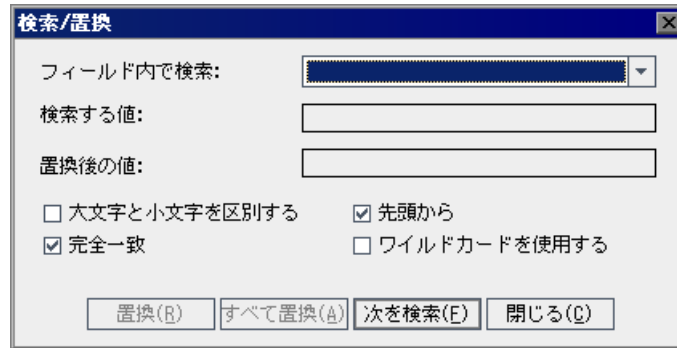 検索/置換
フィールド内で検索:
検索する値:
置換後の値:
大文字と小文字を区別する 先頭から
完全一致 ワイルドカードを使用する
置換(R) すべて置換(A) 次を検索(F) 閉じる(C)